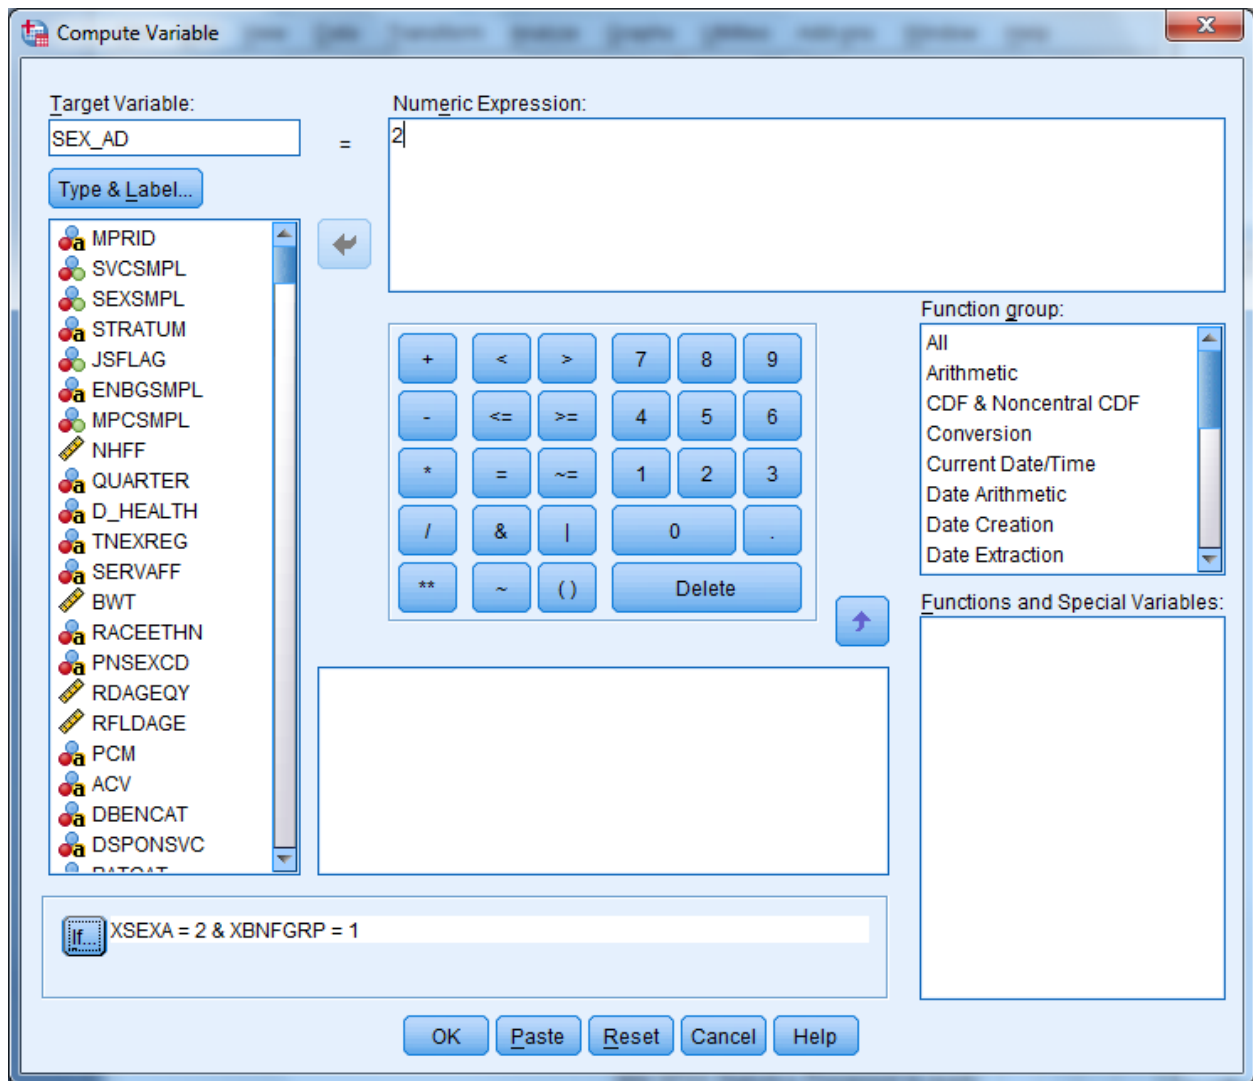 Compute Variable
Target Variable:
SEX_AD
=
Numeric Expression:
2
Type & Label...
MPRID
SVCSMPL
SEXSMPL
STRATUM
JSFLAG
ENBGSMPL
MPCSMPL
NHFF
QUARTER
D_HEALTH
TNEXREG
SERVAFF
BWT
RACEETHN
PNSEXCD
RDAGEQY
RFLDAGE
PCM
ACV
DBENCAT
DSPONSVC
+ < > 7 8 9
- <= >= 4 5 6
* = ~= 1 2 3
/ & | 0 .
** ~ ( ) Delete
Function group:
All
Arithmetic
CDF & Noncentral CDF
Conversion
Current Date/Time
Date Arithmetic
Date Creation
Date Extraction
Functions and Special Variables:
If... XSEXA = 2 & XBNFGRP = 1
OK Paste Reset Cancel Help